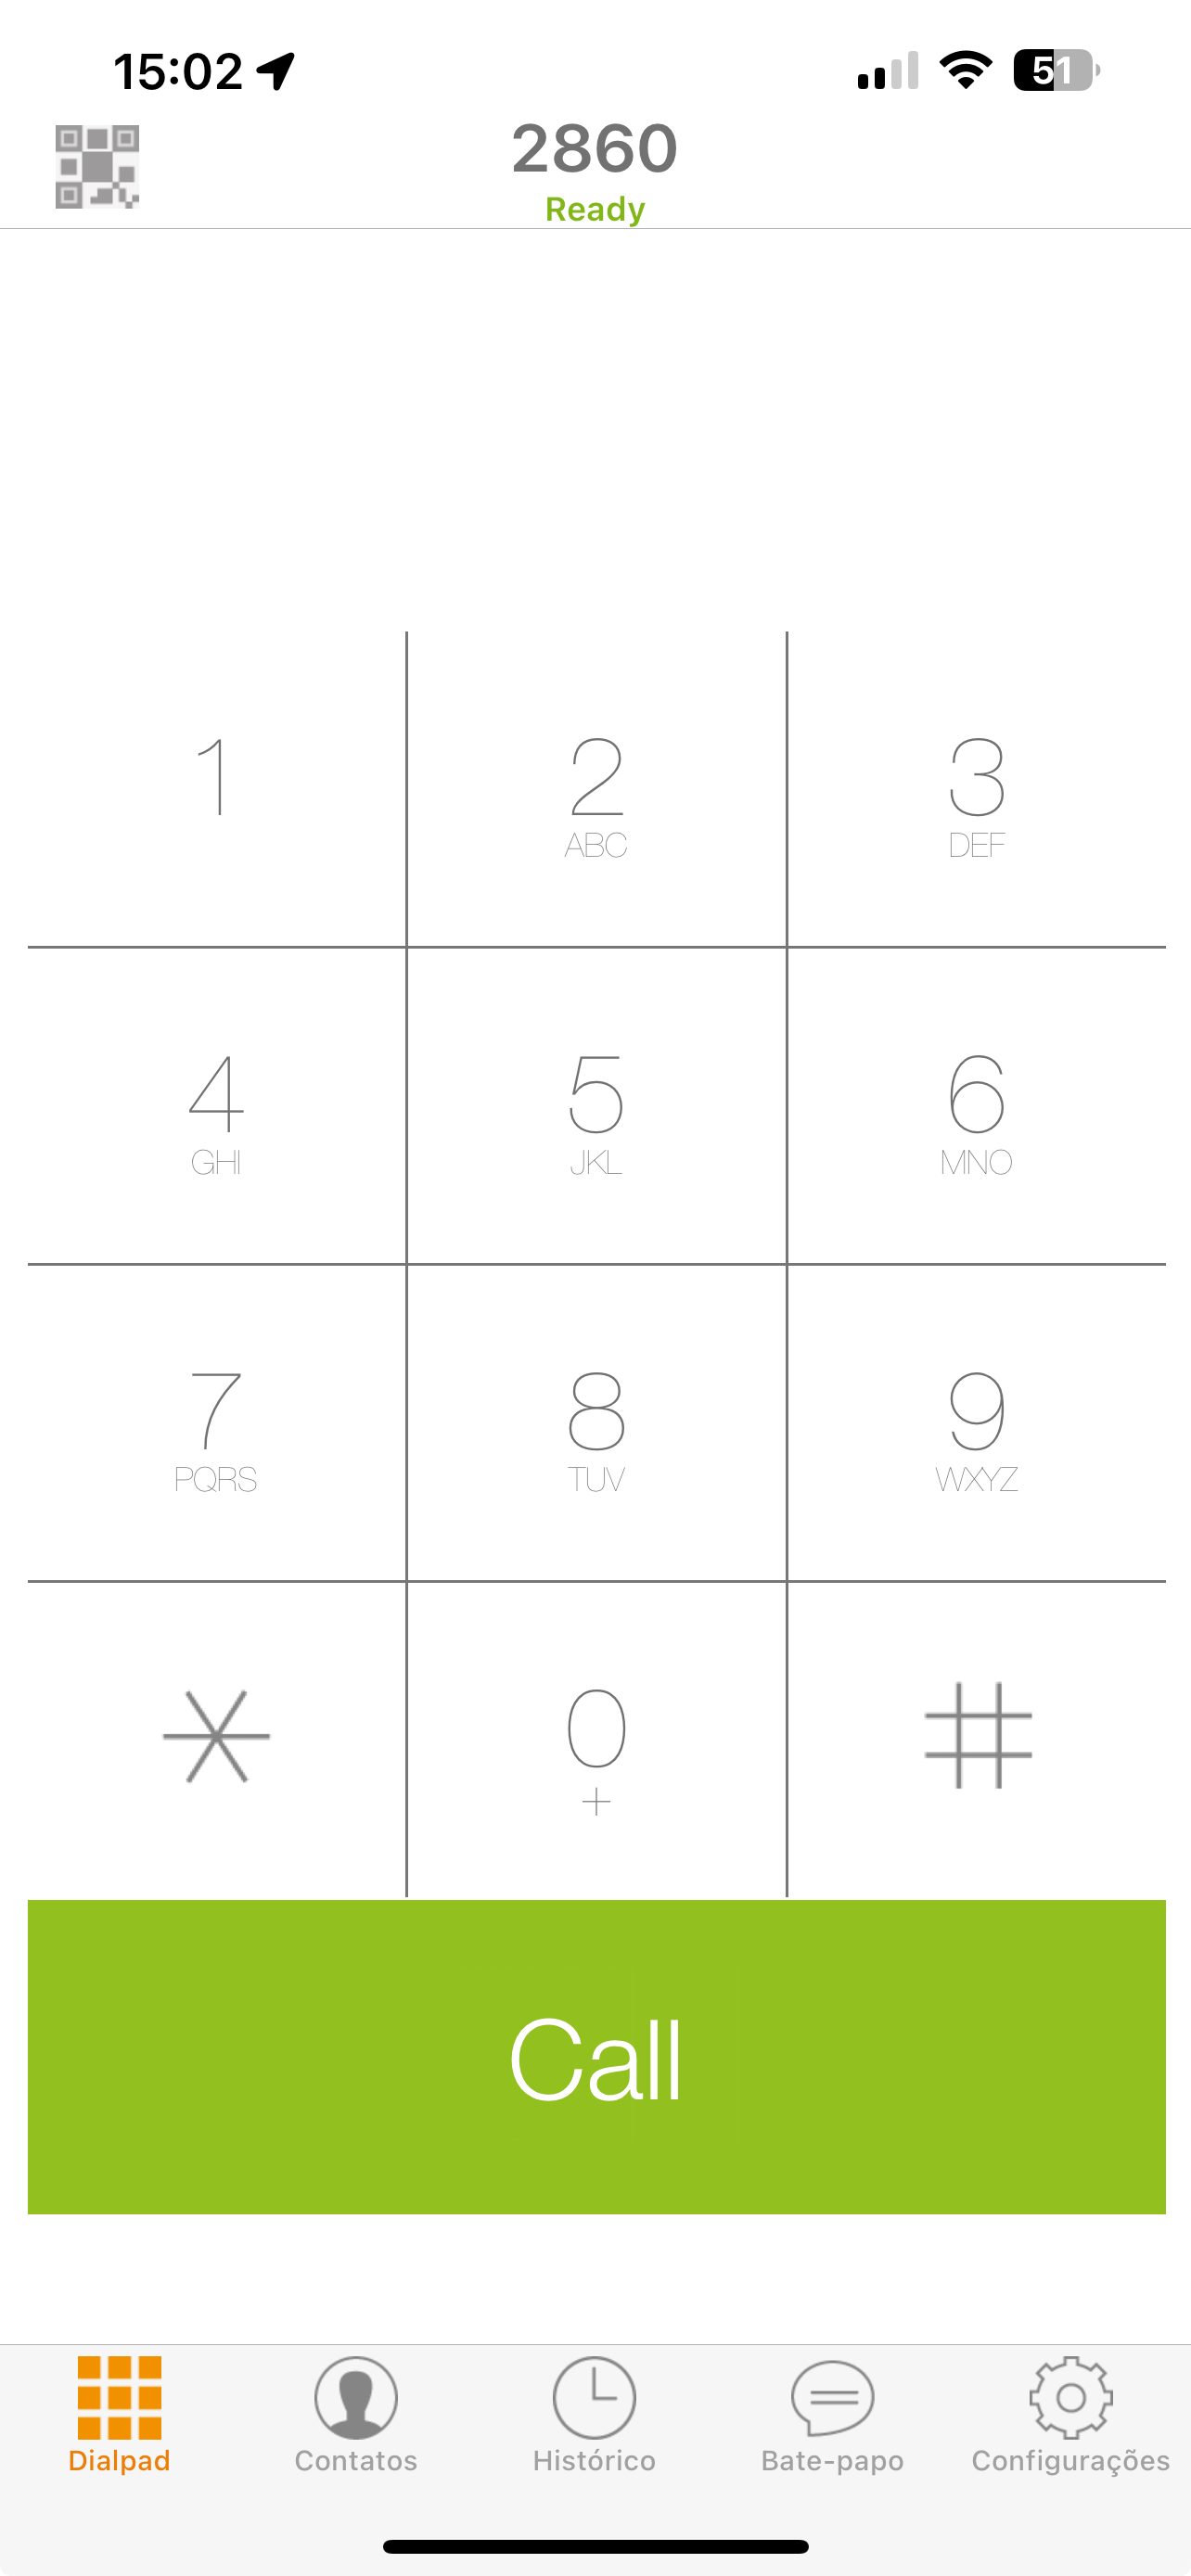 15:02
51
2860
Ready
1
2
3
ABC
DEF
4
5
6
GHI
JKL
MNO
7
8
9
PQRS
TUV
WXYZ
*
0
#
+
Call
Dialpad
Contatos
Histórico
Bate-papo
Configurações